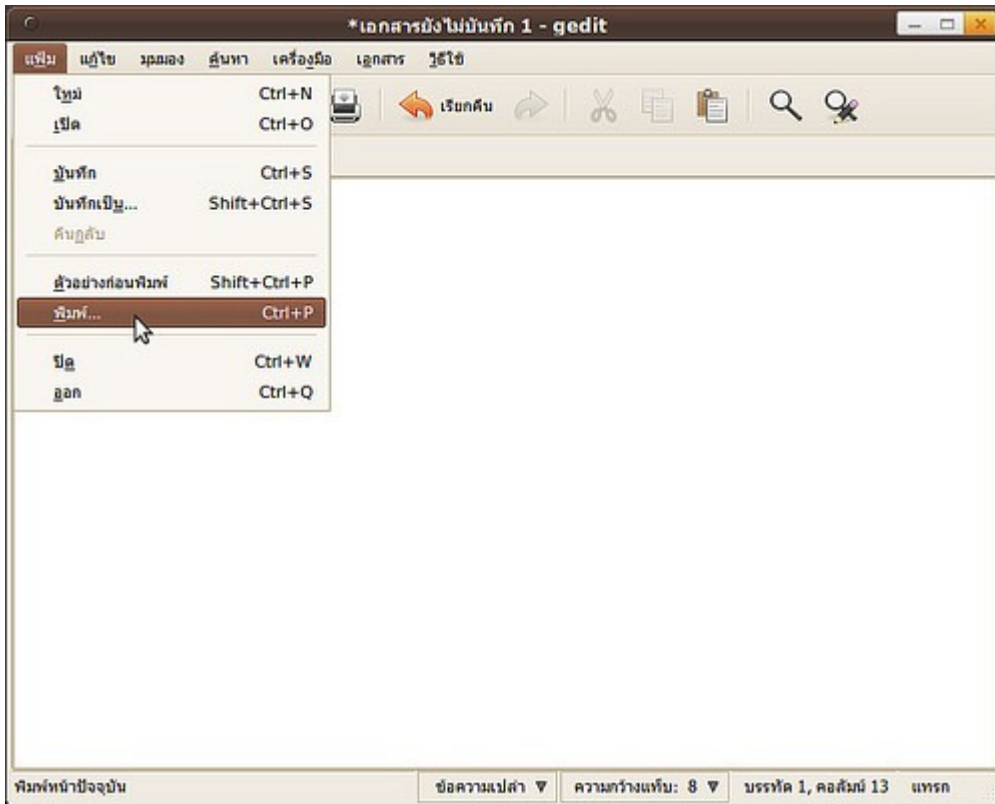 *เอกสารยังไม่บันทึก 1 - gedit
แฟ้ม แก้ไข มุมมอง ค้นหา เครื่องมือ เอกสาร วิธีใช้
เรียกคืน
ใหม่ Ctrl+N
เปิด Ctrl+O
บันทึก Ctrl+S
บันทึกเป็น... Shift+Ctrl+S
คืนกลับ
ตัวอย่างก่อนพิมพ์ Shift+Ctrl+P
พิมพ์... Ctrl+P
ปิด Ctrl+W
ออก Ctrl+Q
พิมพ์หน้าปัจจุบัน ข้อความเปล่า ความกว้างแท็บ: 8 บรรทัด 1, คอลัมน์ 13 แทรก